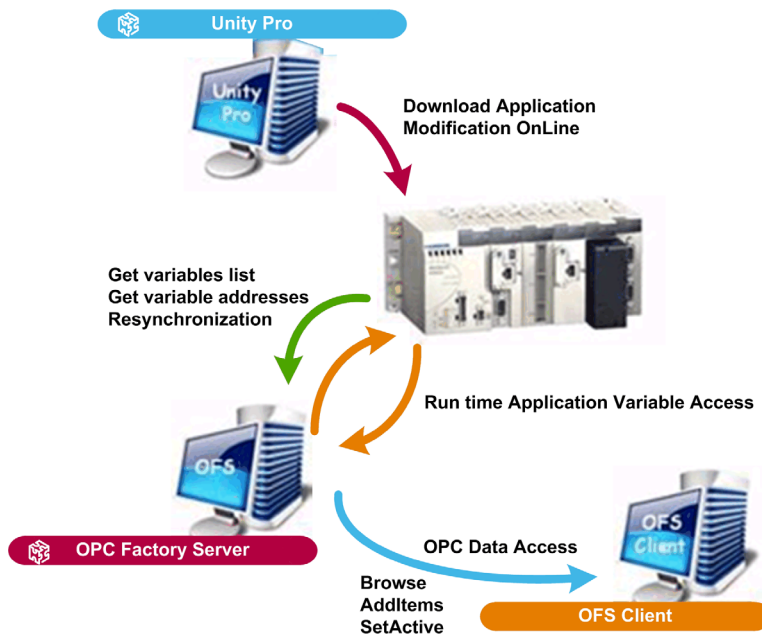 Unity Pro
Unity
Pro
Download Application
Modification OnLine
Get variables list
Get variable addresses
Resynchronization
Run time Application Variable Access
OFS
OPC Factory Server
OPC Data Access
Browse
AddItems
SetActive
OFS
Client
OFS Client